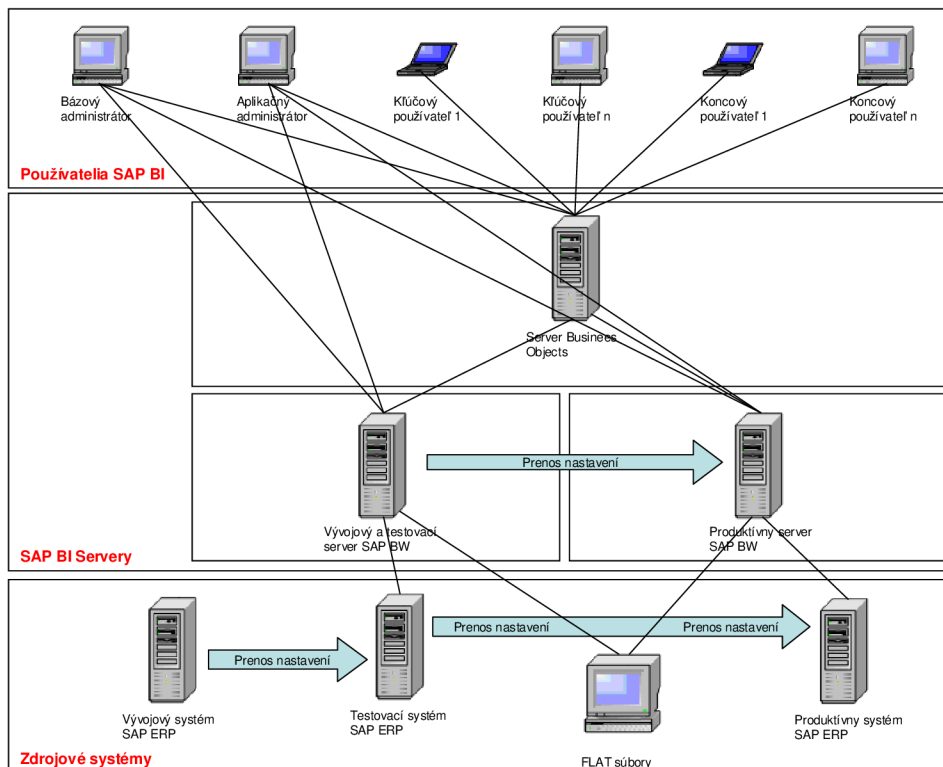 Bázový
administrátor
Aplikačný
administrátor
Kľúčový
používateľ 1
Kľúčový
používateľ n
Koncový
používateľ 1
Koncový
používateľ n
Používatelia SAP BI
Server Businees
Objects
Prenos nastavení
Vývojový a testovací
server SAP BW
Produktívny server
SAP BW
SAP BI Servery
Prenos nastavení
Prenos nastavení
Prenos nastavení
Vývojový systém
SAP ERP
Testovací systém
SAP ERP
Produktívny systém
SAP ERP
FLAT súbory
Zdrojové systémy